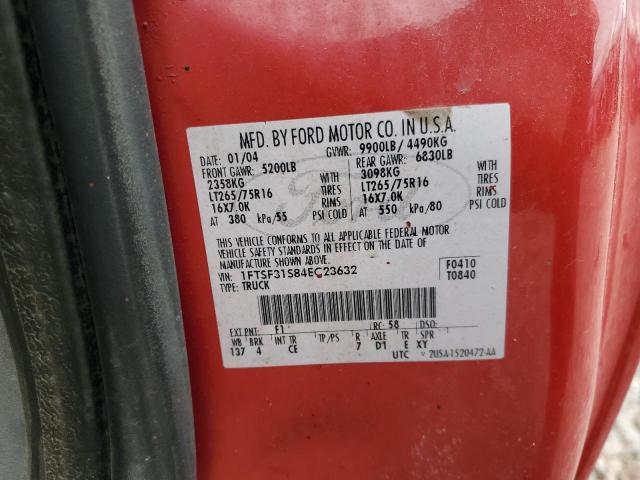 MFD. BY FORD MOTOR CO. IN U.S.A.
DATE: 01/04 GVWR: 9900LB/ 4490KG
FRONT GAWR: 5200LB REAR GAWR: 6830LB
2358KG WITH 3098KG WITH
LT265/75R16 TIRES LT265/75R16 TIRES
16X7.0K RIMS 16X7.0K RIMS
AT 380 kPa/55 PSI COLD AT 550 kPa/80 PSI COLD
THIS VEHICLE CONFORMS TO ALL APPLICABLE FEDERAL MOTOR
VEHICLE SAFETY STANDARDS IN EFFECT ON THE DATE OF
MANUFACTURE SHOWN ABOVE.
VIN: 1FTSF31S84EC23632 F0410
TYPE: TRUCK T0840
EXT PNT: F1 RC: 58 DSO:
WB BRK INT TR TP/PS R AXLE TR SPR
137 4 CE 7 D1 E XY
UTC 2USA-1520472-AA
Ford